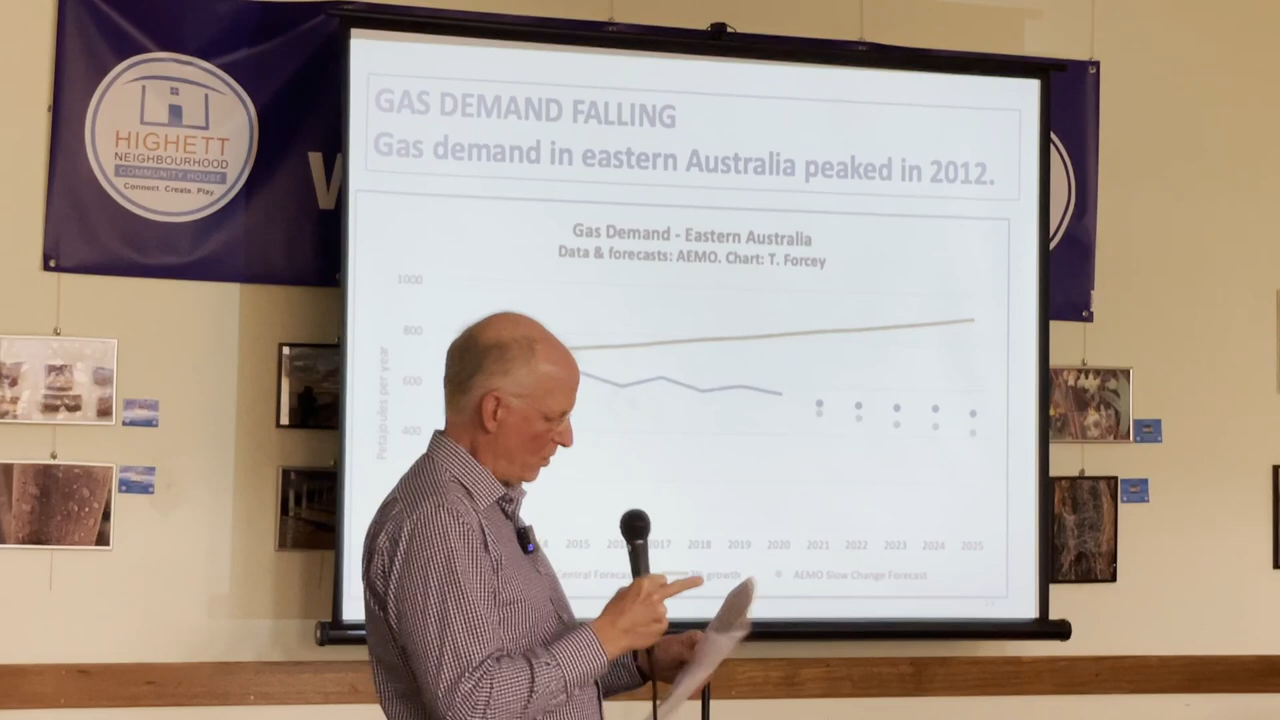 HIGHETT
NEIGHBOURHOOD
COMMUNITY HOUSE
Connect. Create. Play.
GAS DEMAND FALLING
Gas demand in eastern Australia peaked in 2012.
Gas Demand - Eastern Australia
Data & forecasts: AEMO. Chart: T. Forcey
1000
800
600
400
Petajoules per year
2015 2017 2018 2019 2020 2021 2022 2023 2024 2025
growth AEMO Slow Change Forecast